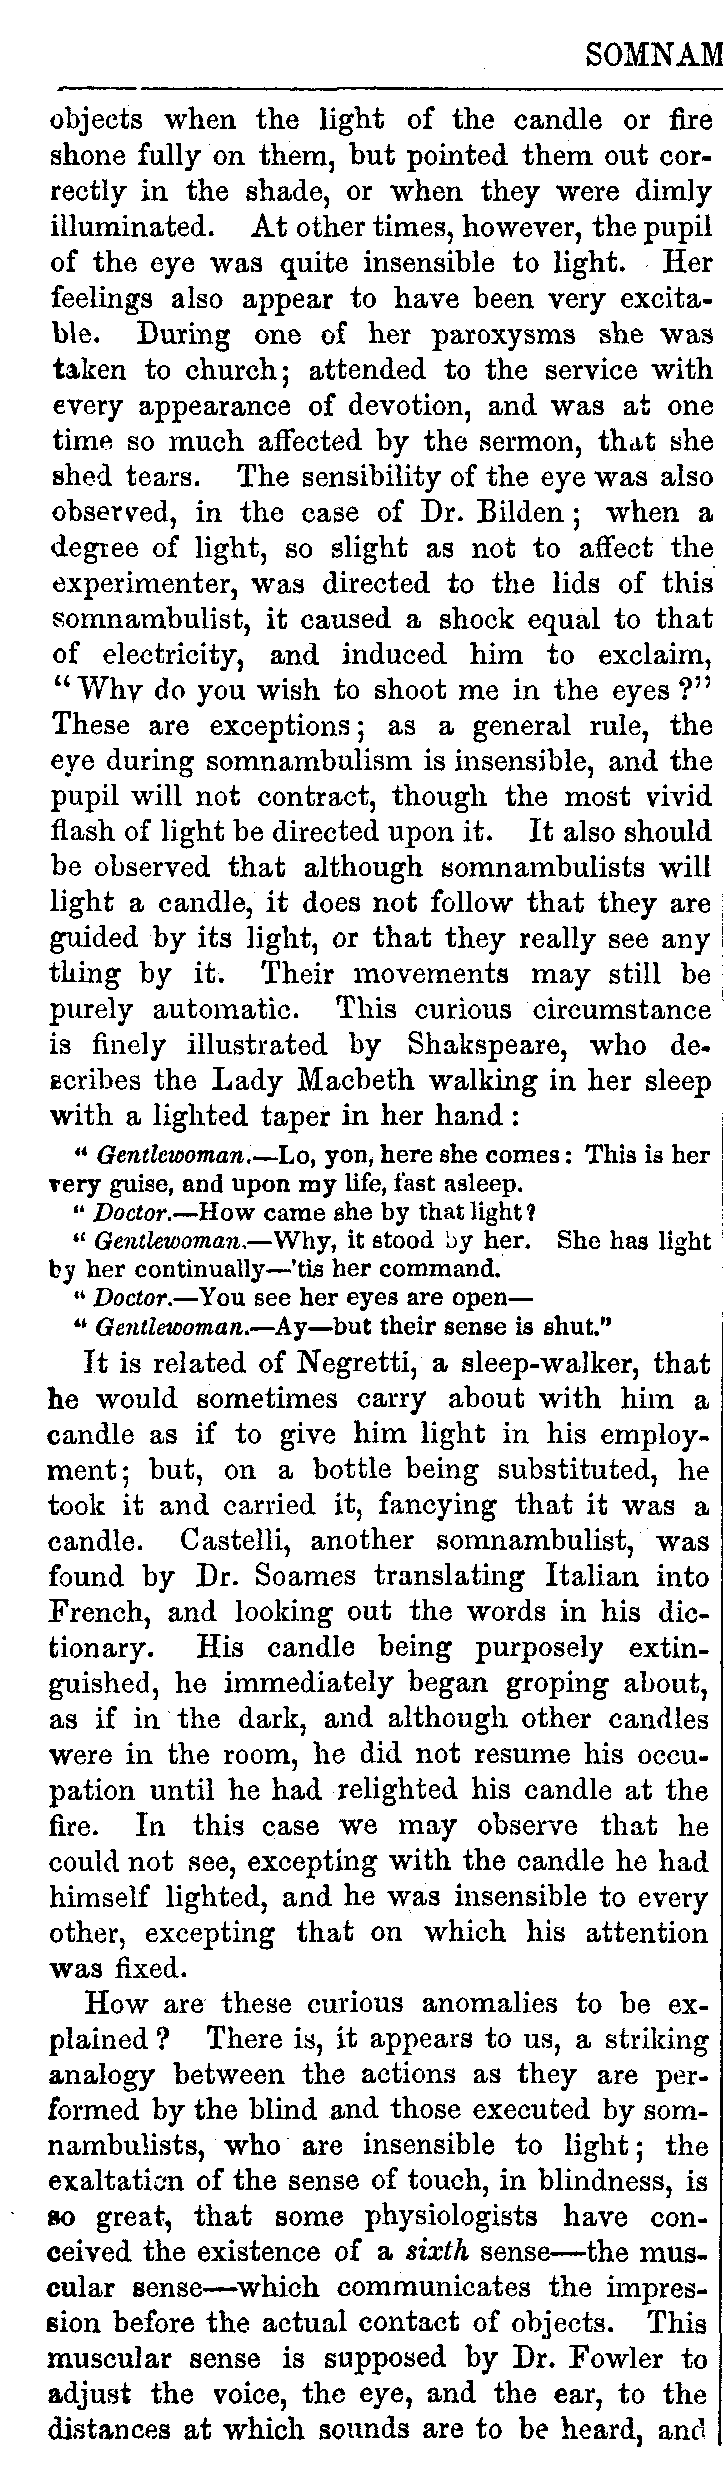 SOMNAM
objects when the light of the candle or fire
shone fully on them, but pointed them out cor-
rectly in the shade, or when they were dimly
illuminated. At other times, however, the pupil
of the eye was quite insensible to light. Her
feelings also appear to have been very excita-
ble. During one of her paroxysms she was
taken to church; attended to the service with
every appearance of devotion, and was at one
time so much affected by the sermon, that she
shed tears. The sensibility of the eye was also
observed, in the case of Dr. Bilden; when a
degree of light, so slight as not to affect the
experimenter, was directed to the lids of this
somnambulist, it caused a shock equal to that
of electricity, and induced him to exclaim,
"Why do you wish to shoot me in the eyes?"
These are exceptions; as a general rule, the
eye during somnambulism is insensible, and the
pupil will not contract, though the most vivid
flash of light be directed upon it. It also should
be observed that although somnambulists will
light a candle, it does not follow that they are
guided by its light, or that they really see any
thing by it. Their movements may still be
purely automatic. This curious circumstance
is finely illustrated by Shakspeare, who de-
scribes the Lady Macbeth walking in her sleep
with a lighted taper in her hand:
"Gentlewoman.—Lo, yon, here she comes: This is her
very guise, and upon my life, fast asleep.
"Doctor.—How came she by that light?
"Gentlewoman.—Why, it stood by her. She has light
by her continually—'tis her command.
"Doctor.—You see her eyes are open—
"Gentlewoman.—Ay—but their sense is shut."
It is related of Negretti, a sleep-walker, that
he would sometimes carry about with him a
candle as if to give him light in his employ-
ment; but, on a bottle being substituted, he
took it and carried it, fancying that it was a
candle. Castelli, another somnambulist, was
found by Dr. Soames translating Italian into
French, and looking out the words in his dic-
tionary. His candle being purposely extin-
guished, he immediately began groping about,
as if in the dark, and although other candles
were in the room, he did not resume his occu-
pation until he had relighted his candle at the
fire. In this case we may observe that he
could not see, excepting with the candle he had
himself lighted, and he was insensible to every
other, excepting that on which his attention
was fixed.
How are these curious anomalies to be ex-
plained? There is, it appears to us, a striking
analogy between the actions as they are per-
formed by the blind and those executed by som-
nambulists, who are insensible to light; the
exaltation of the sense of touch, in blindness, is
so great, that some physiologists have con-
ceived the existence of a sixth sense—the mus-
cular sense—which communicates the impres-
sion before the actual contact of objects. This
muscular sense is supposed by Dr. Fowler to
adjust the voice, the eye, and the ear, to the
distances at which sounds are to be heard, and